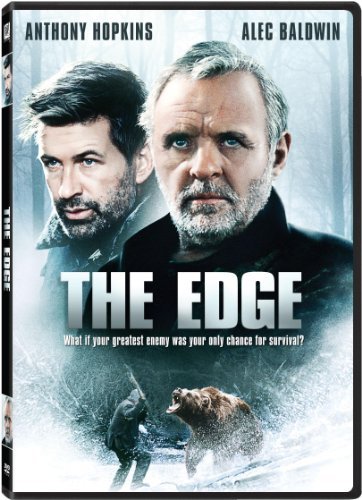 ANTHONY HOPKINS
ALEC BALDWIN
THE EDGE
What if your greatest enemy was your only chance for survival?
THE EDGE